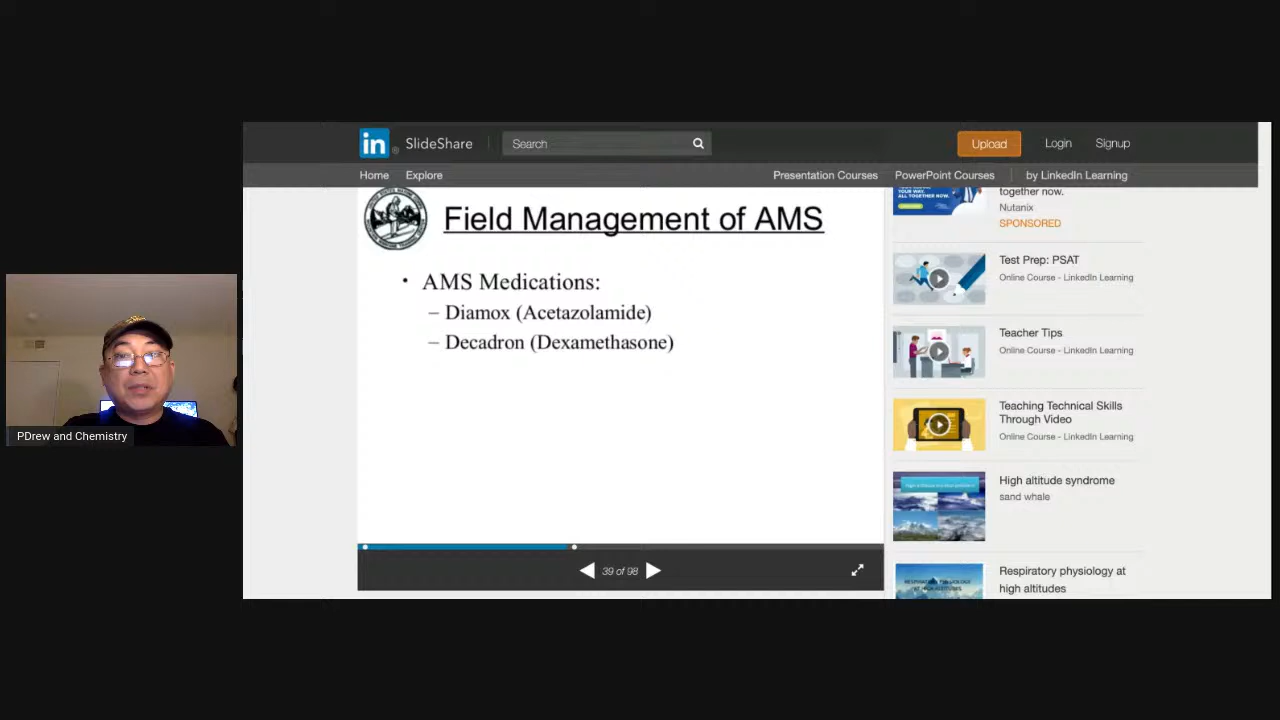 in
SlideShare
Search
Upload
Login
Signup
Home
Explore
Presentation Courses
PowerPoint Courses
by LinkedIn Learning
Field Management of AMS
• AMS Medications:
– Diamox (Acetazolamide)
– Decadron (Dexamethasone)
39 of 98
together now.
Nutanix
SPONSORED
Test Prep: PSAT
Online Course - LinkedIn Learning
Teacher Tips
Online Course - LinkedIn Learning
Teaching Technical Skills
Through Video
Online Course - LinkedIn Learning
High altitude syndrome
sand whale
Respiratory physiology at
high altitudes
PDrew and Chemistry